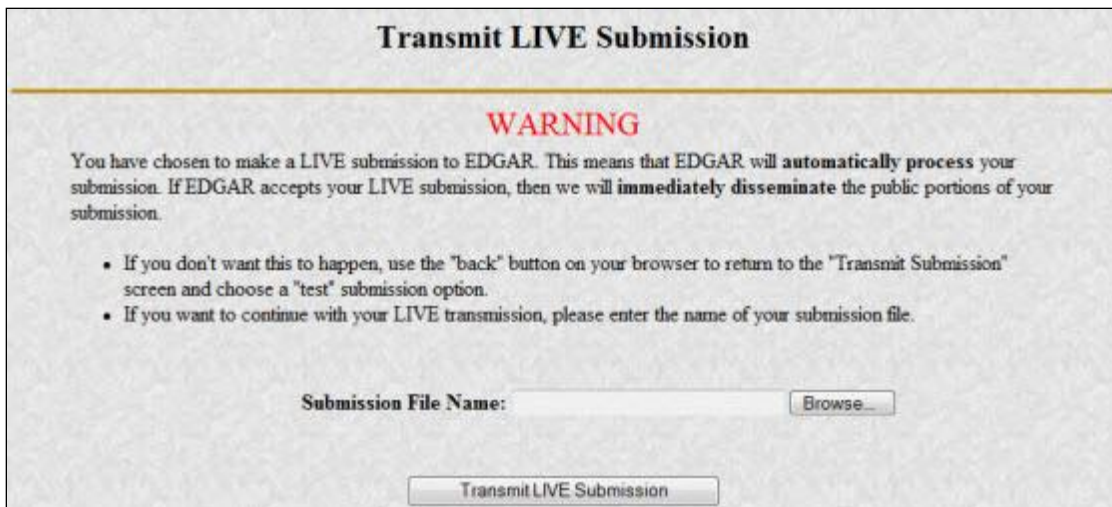 Transmit LIVE Submission
WARNING
You have chosen to make a LIVE submission to EDGAR. This means that EDGAR will automatically process your
submission. If EDGAR accepts your LIVE submission, then we will immediately disseminate the public portions of your
submission.
• If you don't want this to happen, use the "back" button on your browser to return to the "Transmit Submission"
screen and choose a "test" submission option.
• If you want to continue with your LIVE transmission, please enter the name of your submission file.
Submission File Name: Browse...
Transmit LIVE Submission